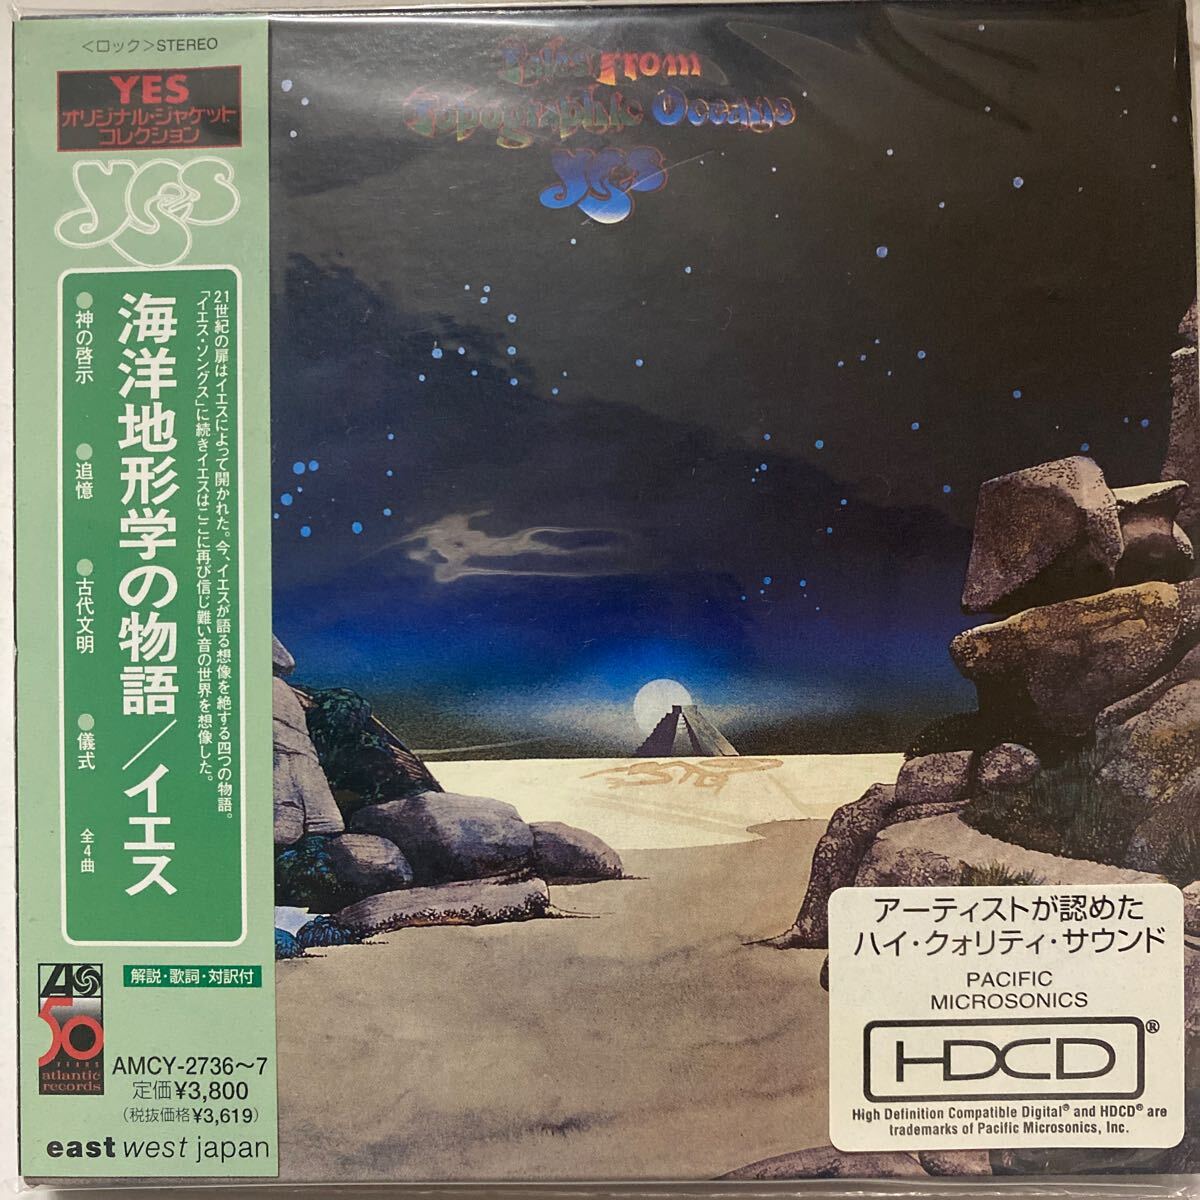 <ロック>STEREO
YES
オリジナル・ジャケット
コレクション
yes
21世紀の扉はイエスによって開かれた。今、イエスが語る想像を絶する四つの物語。
「イエス・ソングス」に続きイエスはここに再び信じ難い音の世界を想像した。
海洋地形学の物語/イエス
●神の啓示 ●追憶 ●古代文明 ●儀式 全4曲
解説・歌詞・対訳付
50
YEARS
atlantic
records
AMCY-2736〜7
定価¥3,800
(税抜価格¥3,619)
east west japan
Tales From
Topographic Oceans
yes
アーティストが認めた
ハイ・クォリティ・サウンド
PACIFIC
MICROSONICS
HDCD®
High Definition Compatible Digital® and HDCD® are
trademarks of Pacific Microsonics, Inc.